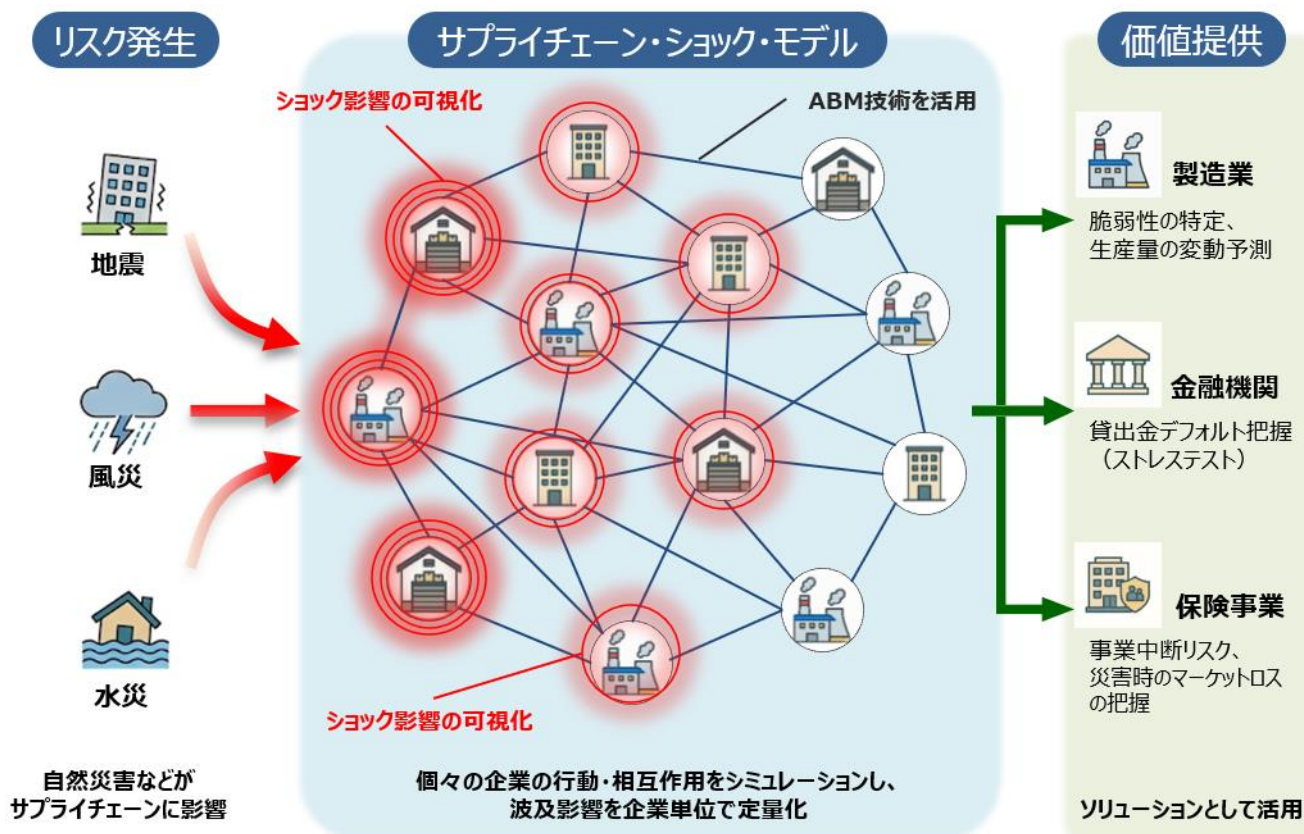 リスク発生
サプライチェーン・ショック・モデル
価値提供
ショック影響の可視化
ABM技術を活用
地震
風災
水災
ショック影響の可視化
製造業
脆弱性の特定、
生産量の変動予測
金融機関
貸出金デフォルト把握
（ストレステスト）
保険事業
事業中断リスク、
災害時のマーケットロス
の把握
自然災害などが
サプライチェーンに影響
個々の企業の行動・相互作用をシミュレーションし、
波及影響を企業単位で定量化
ソリューションとして活用